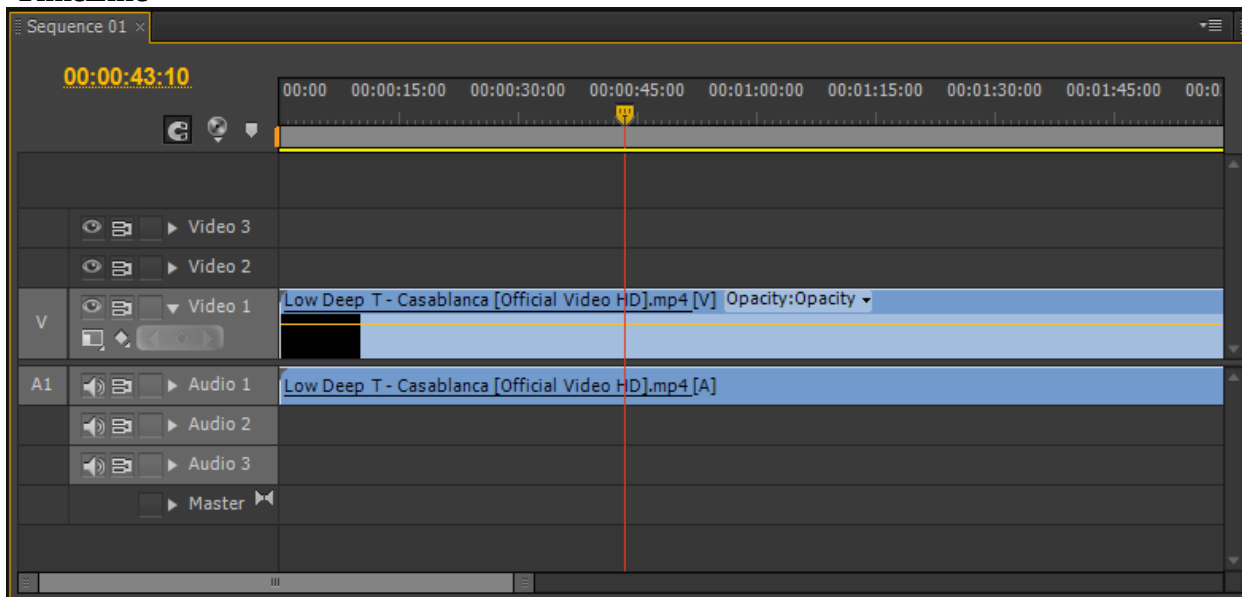 Sequence 01
00:00:43:10
00:00 00:00:15:00 00:00:30:00 00:00:45:00 00:01:00:00 00:01:15:00 00:01:30:00 00:01:45:00 00:0
Video 3
Video 2
V Video 1 Low Deep T - Casablanca [Official Video HD].mp4 [V] Opacity:Opacity
A1 Audio 1 Low Deep T - Casablanca [Official Video HD].mp4 [A]
Audio 2
Audio 3
Master